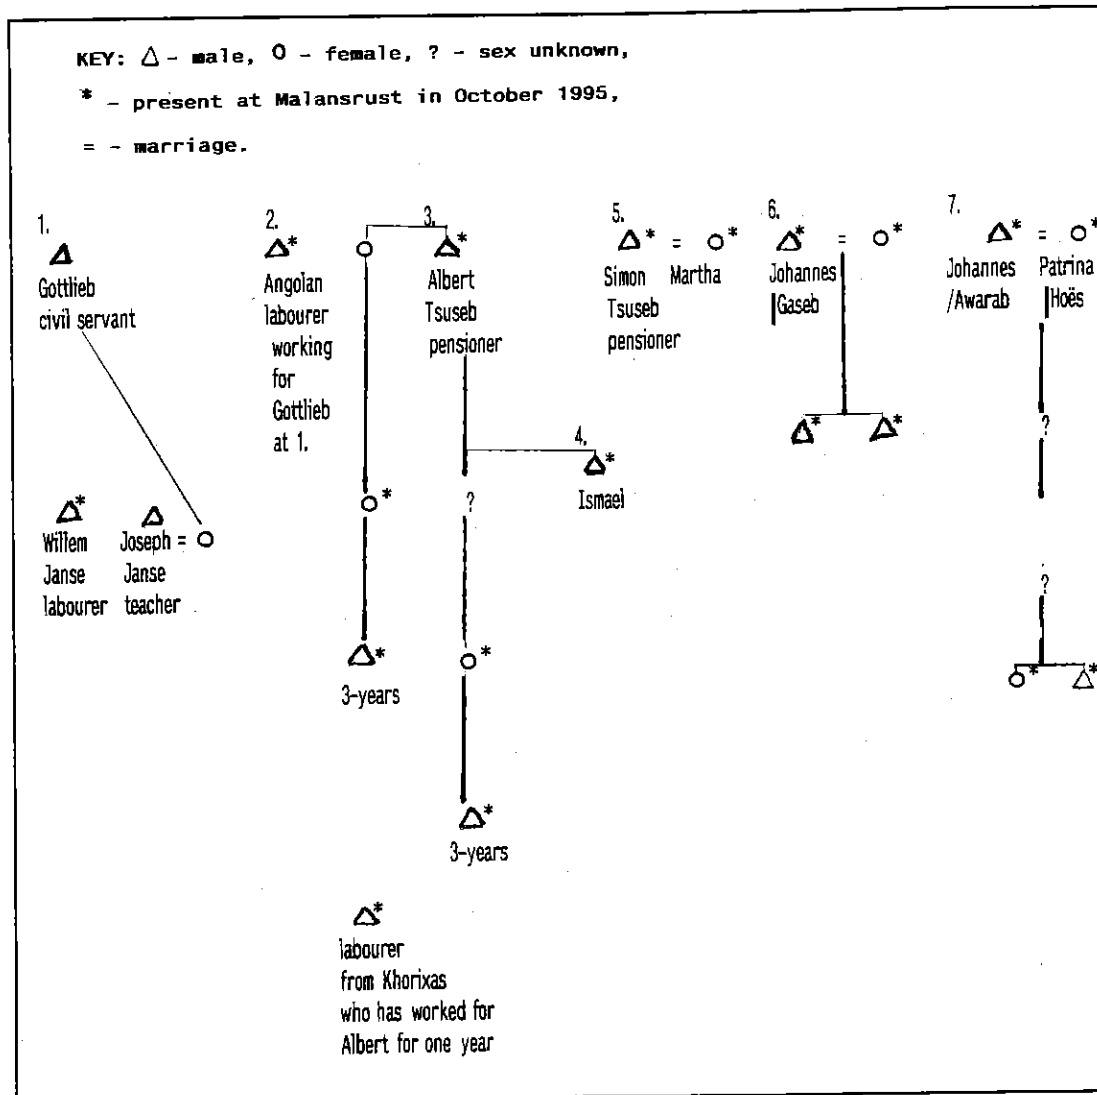 KEY: △ - male, O - female, ? - sex unknown,
* - present at Malansrust in October 1995,
= - marriage.
1.
△
Gottlieb
civil servant
△*
Willem
Janse
labourer
△ = O
Joseph
Janse
teacher
2.
△*
Angolan
labourer
working
for
Gottlieb
at 1.
O
O*
△*
3-years
3.
△*
Albert
Tsuseb
pensioner
4.
△*
Ismael
?
O*
△*
3-years
△*
labourer
from Khorixas
who has worked for
Albert for one year
5.
△* = O*
Simon
Tsuseb
pensioner
Martha
6.
△* = O*
Johannes
|Gaseb
△* △*
7.
△* = O*
Johannes
/Awarab
Patrina
|Hoës
?
?
O* △*